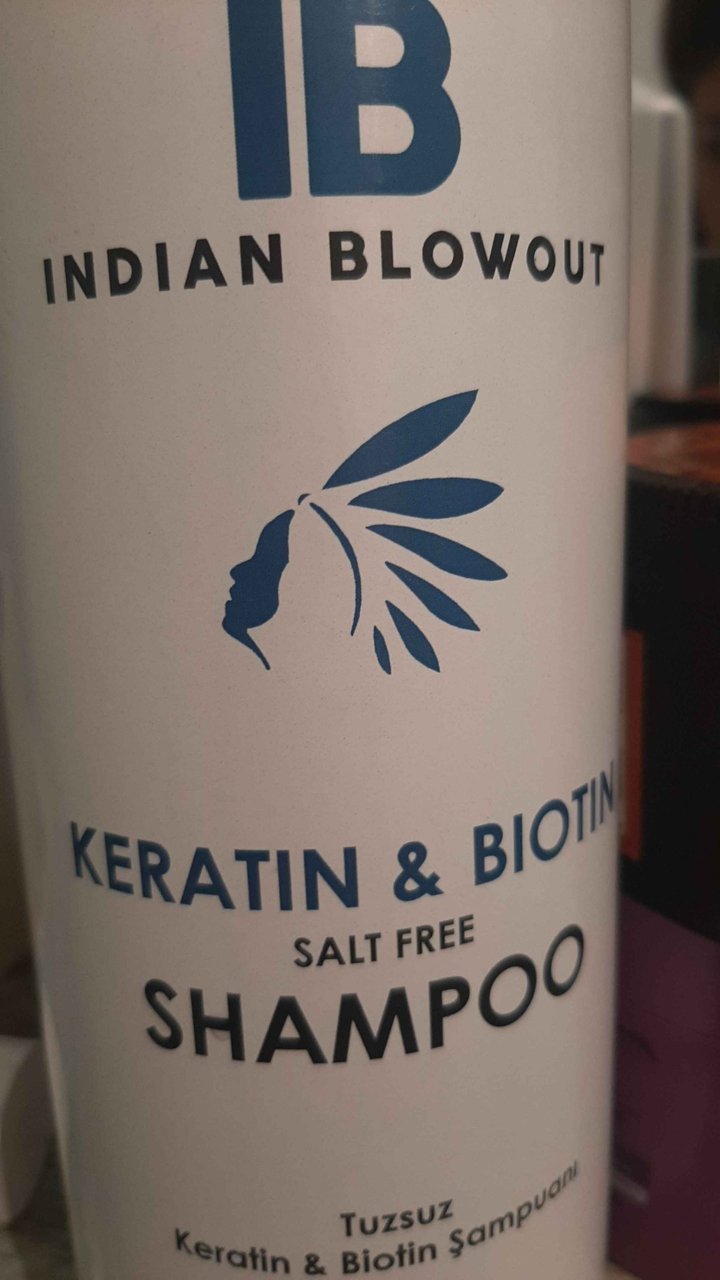 IB
INDIAN BLOWOUT
KERATIN & BIOTIN
SALT FREE
SHAMPOO
Tuzsuz
Keratin & Biotin Şampuanı